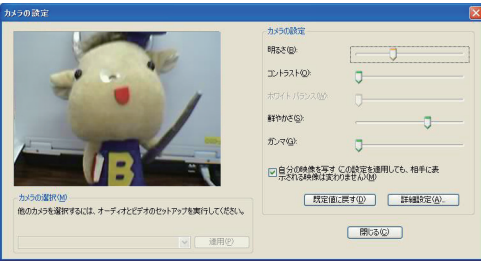 カメラの設定
カメラの設定
明るさ(B):
コントラスト(O):
ホワイト バランス(W):
鮮やかさ(S):
ガンマ(G):
自分の映像を写す (この設定を適用しても、相手に表
示される映像は変わりません)(M)
既定値に戻す(D)
詳細設定(A)...
カメラの選択(M)
他のカメラを選択するには、オーディオとビデオのセットアップを実行してください。
適用(P)
閉じる(C)
B